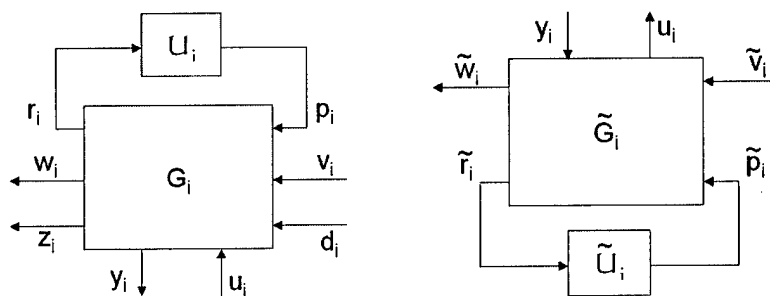 U_i
r_i p_i
w_i G_i v_i
z_i d_i
y_i u_i
y_i u_i
w̃_i ṽ_i
G̃_i
r̃_i p̃_i
Ũ_i